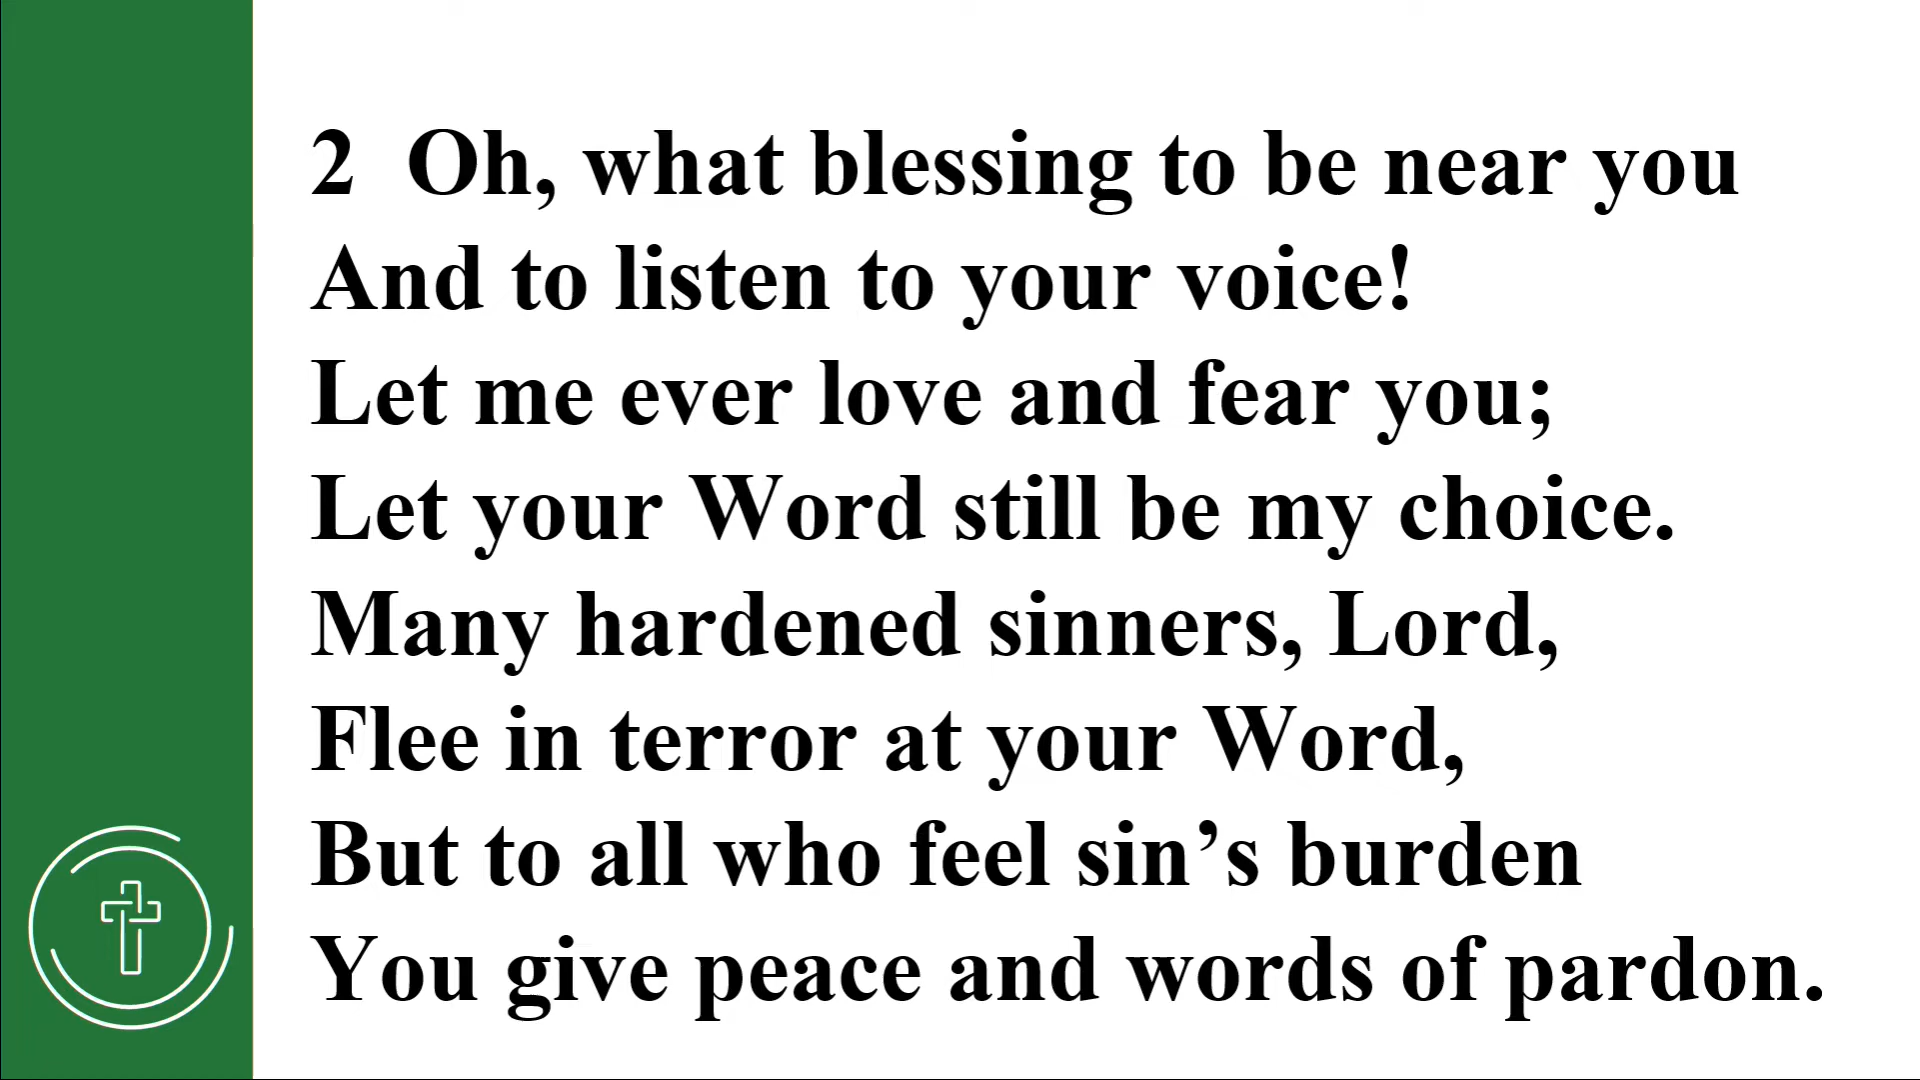 2  Oh, what blessing to be near you
And to listen to your voice!
Let me ever love and fear you;
Let your Word still be my choice.
Many hardened sinners, Lord,
Flee in terror at your Word,
But to all who feel sin’s burden
You give peace and words of pardon.